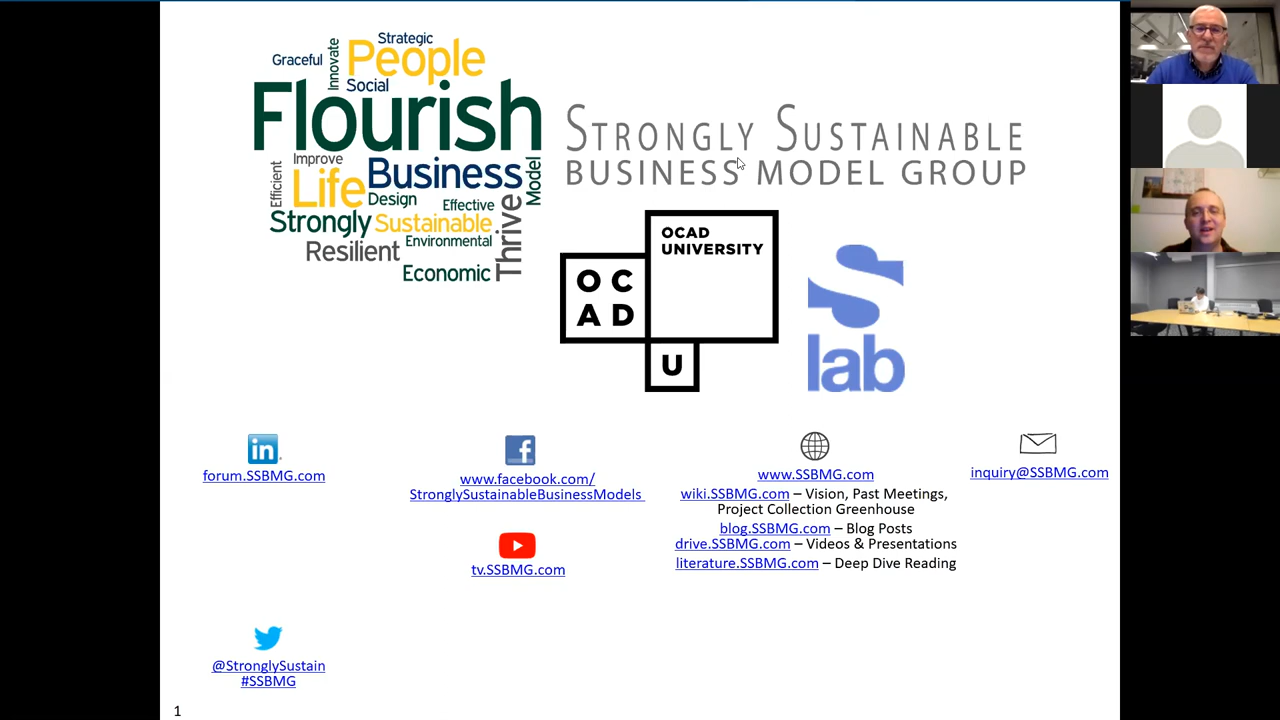 Strategic
Graceful
Innovate
People
Social
Flourish
Improve
Efficient
Life
Business
Model
Design
Effective
Strongly
Sustainable
Thrive
Resilient
Environmental
Economic
STRONGLY SUSTAINABLE
BUSINESS MODEL GROUP
OCAD
UNIVERSITY
OC
AD
U
S
lab
in
forum.SSBMG.com
f
www.facebook.com/
StronglySustainableBusinessModels
tv.SSBMG.com
www.SSBMG.com
wiki.SSBMG.com – Vision, Past Meetings,
Project Collection Greenhouse
blog.SSBMG.com – Blog Posts
drive.SSBMG.com – Videos & Presentations
literature.SSBMG.com – Deep Dive Reading
inquiry@SSBMG.com
@StronglySustain
#SSBMG
1